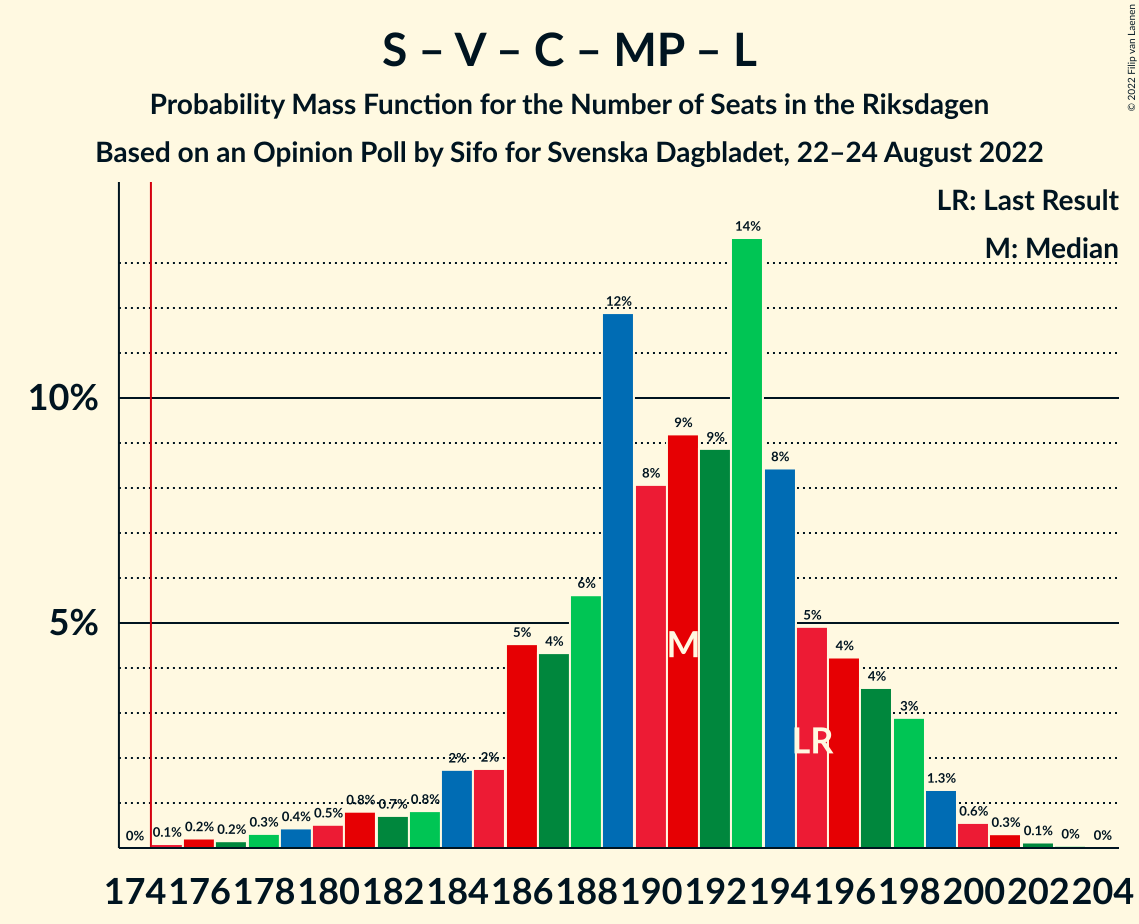 S – V – C – MP – L
Probability Mass Function for the Number of Seats in the Riksdagen
Based on an Opinion Poll by Sifo for Svenska Dagbladet, 22–24 August 2022
© 2022 Filip van Laenen
LR: Last Result
M: Median
10%
5%
0% 0.1% 0.2% 0.2% 0.3% 0.4% 0.5% 0.8% 0.7% 0.8% 2% 2% 5% 4% 6% 12% 8% 9% 9% 14% 8% 5% 4% 4% 3% 1.3% 0.6% 0.3% 0.1% 0% 0%
M
LR
174 176 178 180 182 184 186 188 190 192 194 196 198 200 202 204